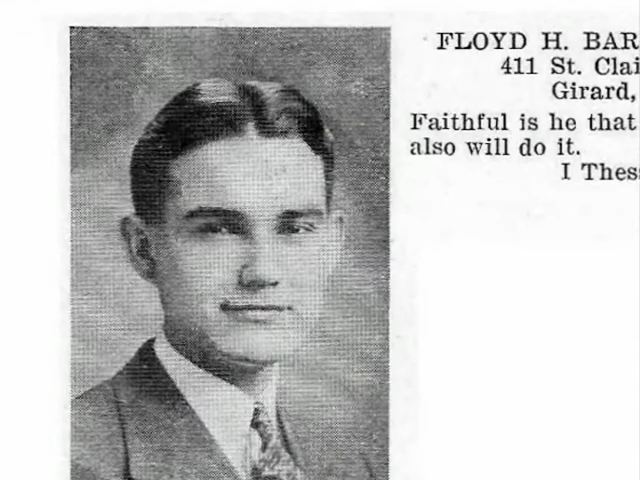 FLOYD H. BAR
411 St. Clai
Girard,
Faithful is he that
also will do it.
I Thess